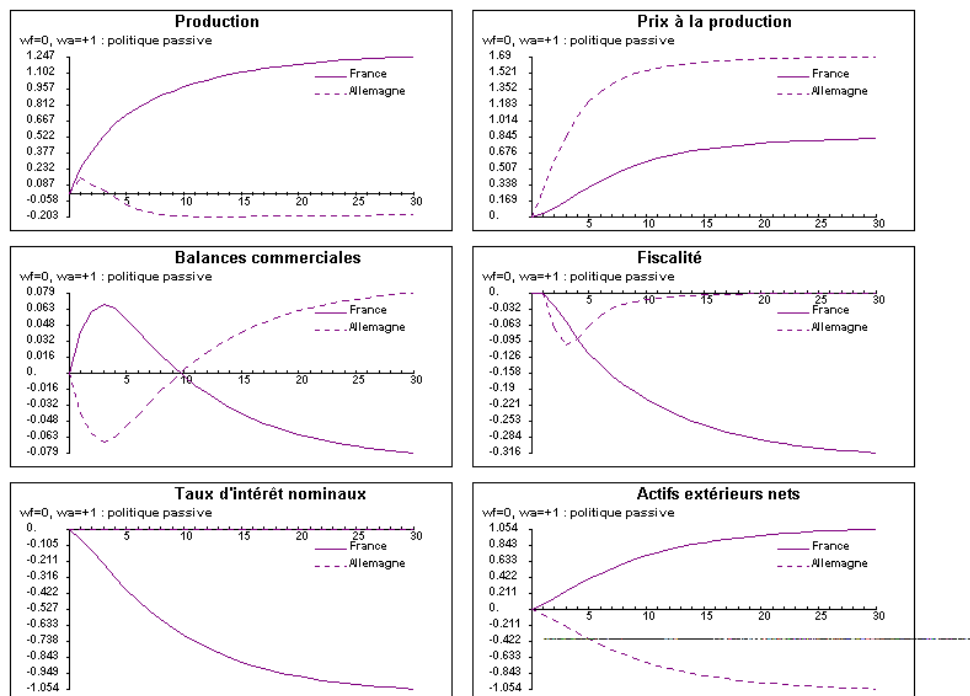 Production
wf=0, wa=+1 : politique passive
1.247
1.102
0.957
0.812
0.667
0.522
0.377
0.232
0.087
-0.058
-0.203
5 10 15 20 25 30
France
Allemagne
Prix à la production
wf=0, wa=+1 : politique passive
1.69
1.521
1.352
1.183
1.014
0.845
0.676
0.507
0.338
0.169
0.
5 10 15 20 25 30
France
Allemagne
Balances commerciales
wf=0, wa=+1 : politique passive
0.079
0.063
0.048
0.032
0.016
0.
-0.016
-0.032
-0.048
-0.063
-0.079
5 10 15 20 25 30
France
Allemagne
Fiscalité
wf=0, wa=+1 : politique passive
0.
-0.032
-0.063
-0.095
-0.126
-0.158
-0.19
-0.221
-0.253
-0.284
-0.316
5 10 15 20 25 30
France
Allemagne
Taux d'intérêt nominaux
wf=0, wa=+1 : politique passive
0.
-0.105
-0.211
-0.316
-0.422
-0.527
-0.633
-0.738
-0.843
-0.949
-1.054
5 10 15 20 25 30
France
Allemagne
Actifs extérieurs nets
wf=0, wa=+1 : politique passive
1.054
0.843
0.633
0.422
0.211
0.
-0.211
-0.422
-0.633
-0.843
-1.054
5 10 15 20 25 30
France
Allemagne